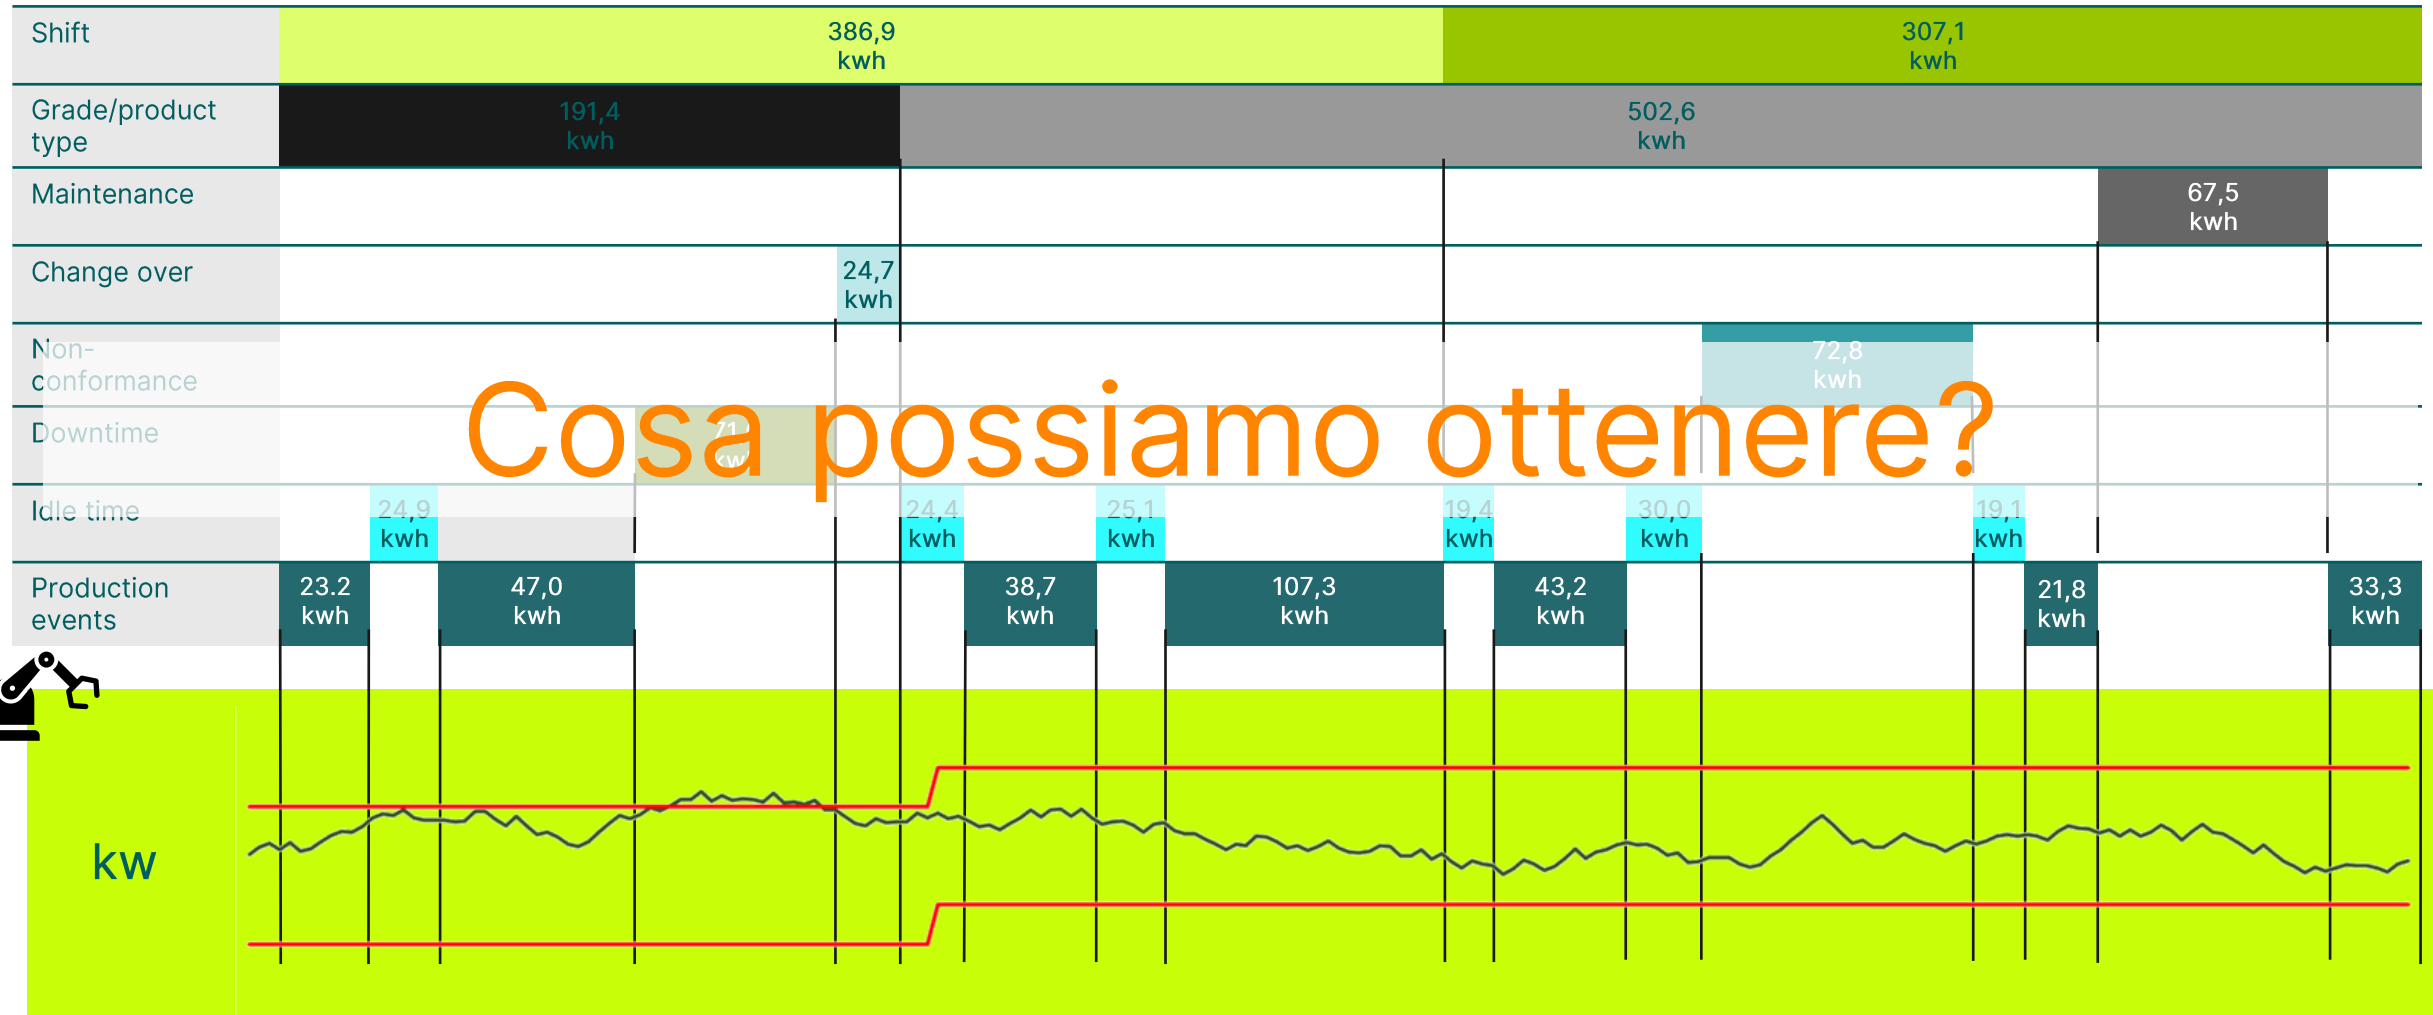 Shift
386,9
kwh
307,1
kwh
Grade/product
type
191,4
kwh
502,6
kwh
Maintenance
67,5
kwh
Change over
24,7
kwh
Non-
conformance
72,8
kwh
Cosa possiamo ottenere?
Downtime
Idle time
24,9
kwh
24,4
kwh
25,1
kwh
19,4
kwh
30,0
kwh
19,1
kwh
Production
events
23.2
kwh
47,0
kwh
38,7
kwh
107,3
kwh
43,2
kwh
21,8
kwh
33,3
kwh
kw